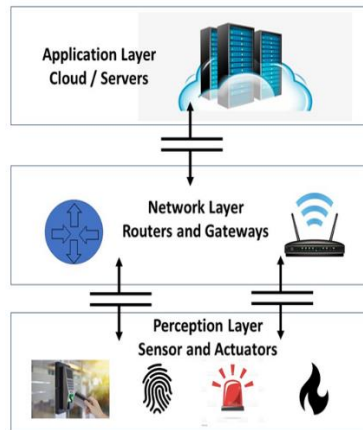 Application Layer
Cloud / Servers
Network Layer
Routers and Gateways
Perception Layer
Sensor and Actuators